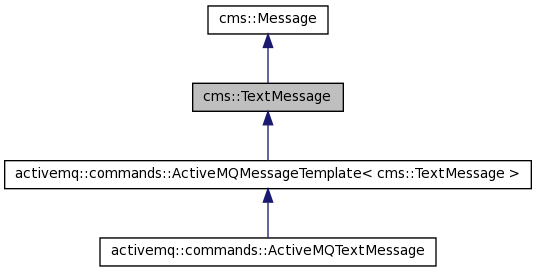 cms::Message
cms::TextMessage
activemq::commands::ActiveMQMessageTemplate< cms::TextMessage >
activemq::commands::ActiveMQTextMessage